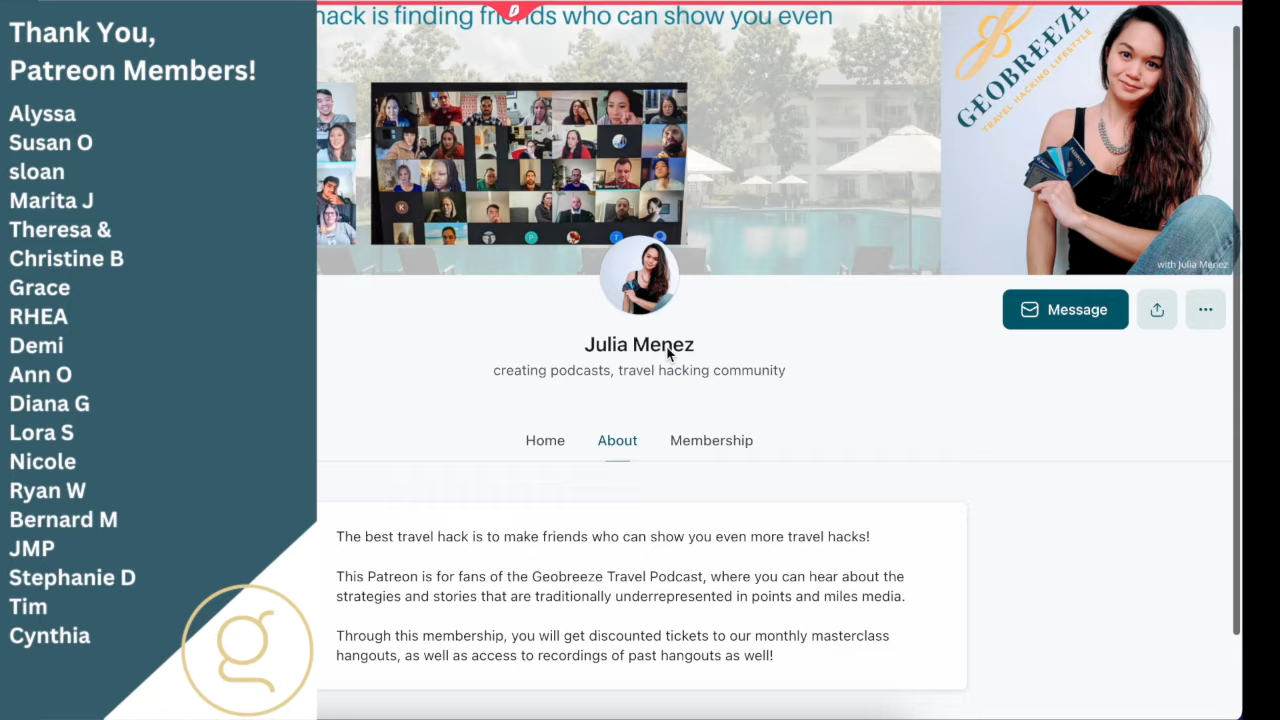 Thank You,
Patreon Members!
Alyssa
Susan O
sloan
Marita J
Theresa &
Christine B
Grace
RHEA
Demi
Ann O
Diana G
Lora S
Nicole
Ryan W
Bernard M
JMP
Stephanie D
Tim
Cynthia
g
hack is finding friends who can show you even
GEOBREEZE
TRAVEL HACKING LIFESTYLE
PASSPORT
with Julia Menez
Message
Julia Menez
creating podcasts, travel hacking community
Home About Membership
The best travel hack is to make friends who can show you even more travel hacks!
This Patreon is for fans of the Geobreeze Travel Podcast, where you can hear about the
strategies and stories that are traditionally underrepresented in points and miles media.
Through this membership, you will get discounted tickets to our monthly masterclass
hangouts, as well as access to recordings of past hangouts as well!